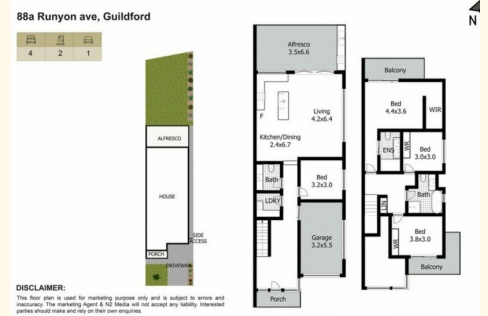 88a Runyon ave, Guildford
N
4 2 1
ALFRESCO
HOUSE
PORCH
SIDE
ACCESS
DRIVEWAY
Alfresco
3.5x6.6
Living
4.2x6.4
F
Kitchen/Dining
2.4x6.7
Bath
Bed
3.2x3.0
LDRY
Garage
3.2x5.5
Porch
Balcony
Bed
4.4x3.6
WIR
ENS
WR
Bed
3.0x3.0
Bath
LIN
Bed
3.8x3.0
WR
Balcony
DISCLAIMER:
This floor plan is used for marketing purpose only and is subject to errors and
inaccuracy. The marketing Agent & N2 Media will not accept any liability. Interested
parties should make and rely on their own enquiries.